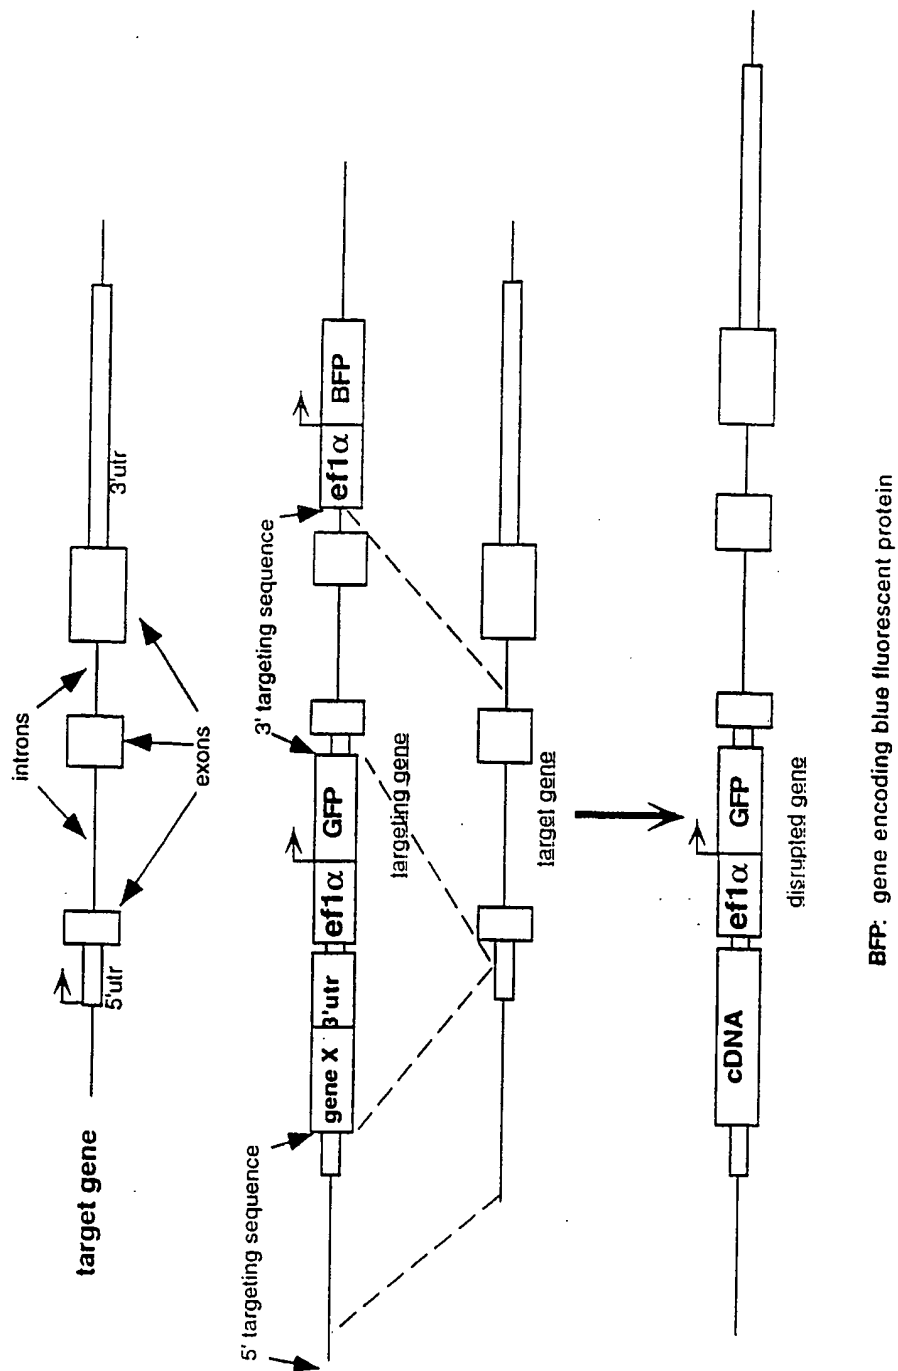 target gene
5'utr
introns
exons
3'utr
5' targeting sequence
3' targeting sequence
gene X
3'utr
ef1α
GFP
ef1α
BFP
targeting gene
target gene
cDNA
ef1α
GFP
disrupted gene
BFP: gene encoding blue fluorescent protein